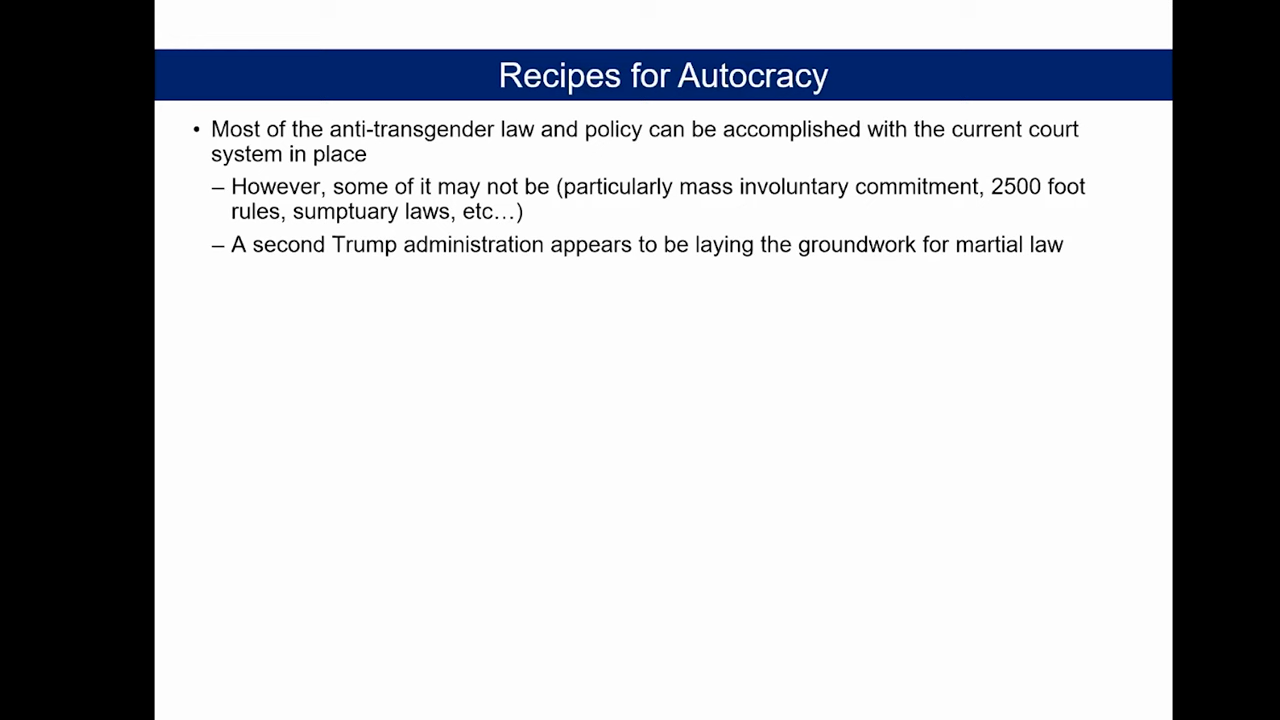 Recipes for Autocracy
• Most of the anti-transgender law and policy can be accomplished with the current court
system in place
– However, some of it may not be (particularly mass involuntary commitment, 2500 foot
rules, sumptuary laws, etc…)
– A second Trump administration appears to be laying the groundwork for martial law